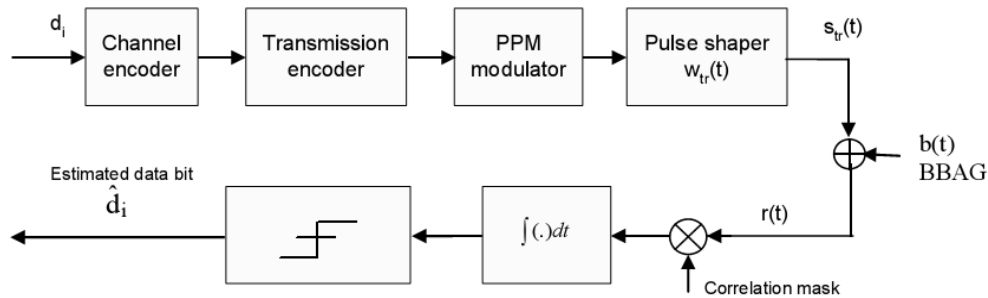 d_i
Channel encoder
Transmission encoder
PPM modulator
Pulse shaper
w_tr(t)
s_tr(t)
b(t)
BBAG
r(t)
Correlation mask
∫(.)dt
Estimated data bit
d̂_i